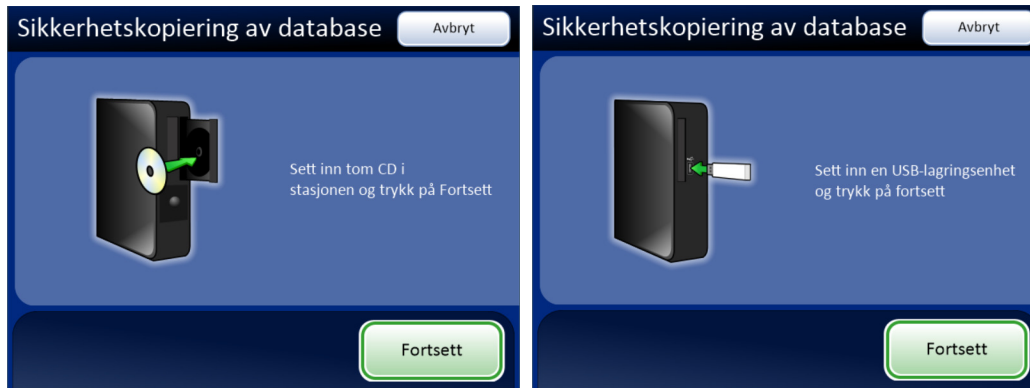 Sikkerhetskopiering av database
Avbryt
Sett inn tom CD i
stasjonen og trykk på Fortsett
Fortsett
Sikkerhetskopiering av database
Avbryt
Sett inn en USB-lagringsenhet
og trykk på fortsett
Fortsett